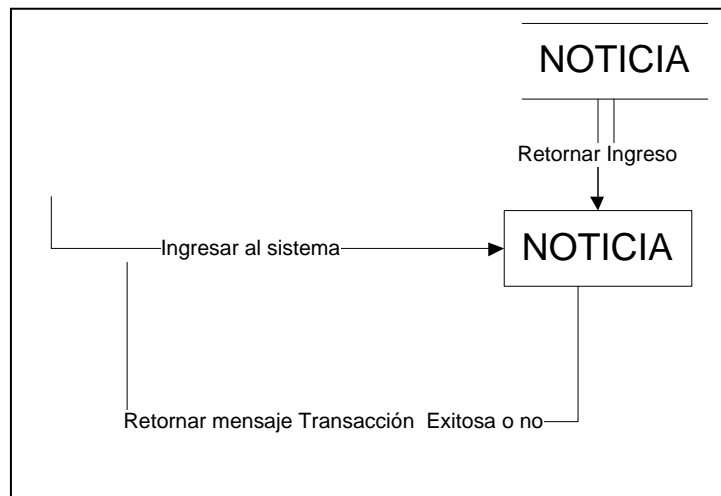 NOTICIA
Retornar Ingreso
NOTICIA
Ingresar al sistema
Retornar mensaje Transacción  Exitosa o no